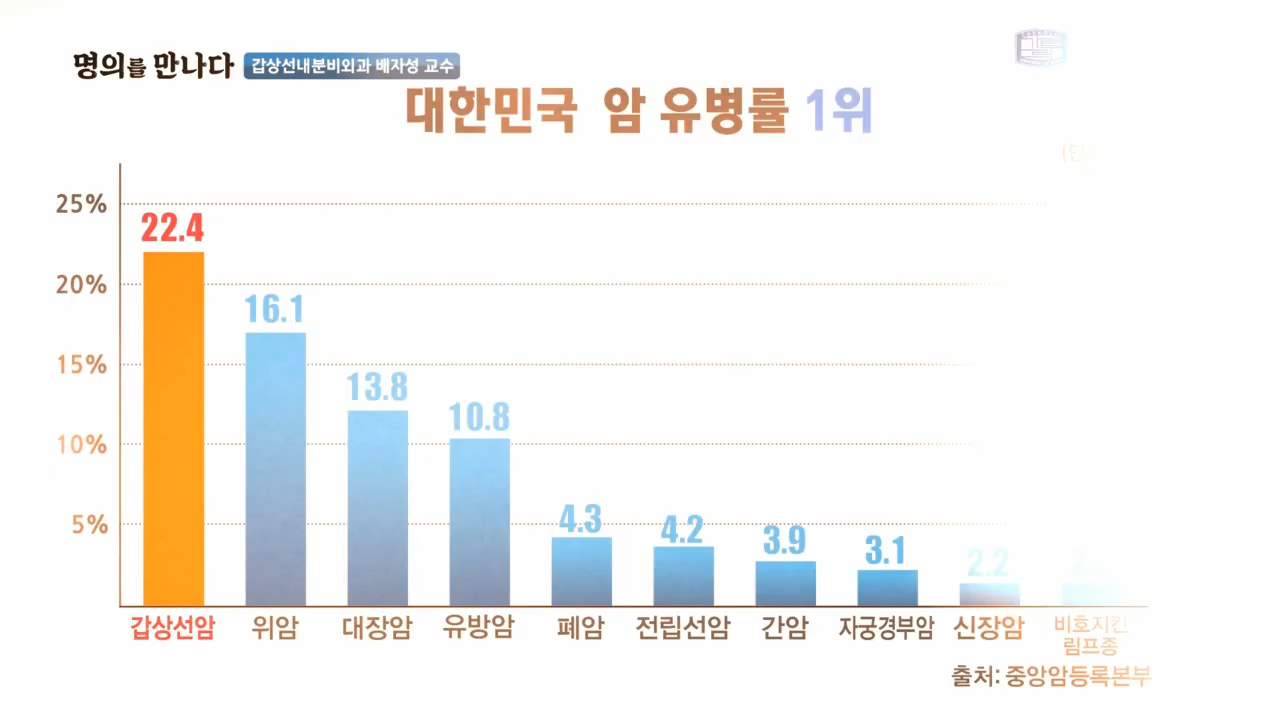 명의를 만나다 갑상선내분비외과 배자성 교수
대한민국 암 유병률 1위
25%
20%
15%
10%
5%
22.4
16.1
13.8
10.8
4.3
4.2
3.9
3.1
2.2
갑상선암 위암 대장암 유방암 폐암 전립선암 간암 자궁경부암 신장암 비호지킨
림프종
출처: 중앙암등록본부